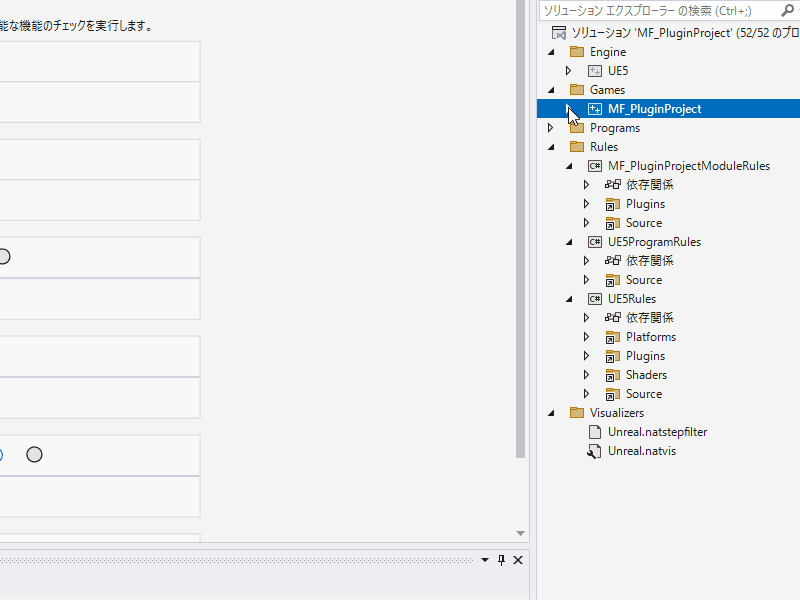 能な機能のチェックを実行します。
ソリューション エクスプローラー の検索 (Ctrl+;)
ソリューション 'MF_PluginProject' (52/52 のプロ
Engine
UE5
Games
MF_PluginProject
Programs
Rules
MF_PluginProjectModuleRules
依存関係
Plugins
Source
UE5ProgramRules
依存関係
Source
UE5Rules
依存関係
Platforms
Plugins
Shaders
Source
Visualizers
Unreal.natstepfilter
Unreal.natvis